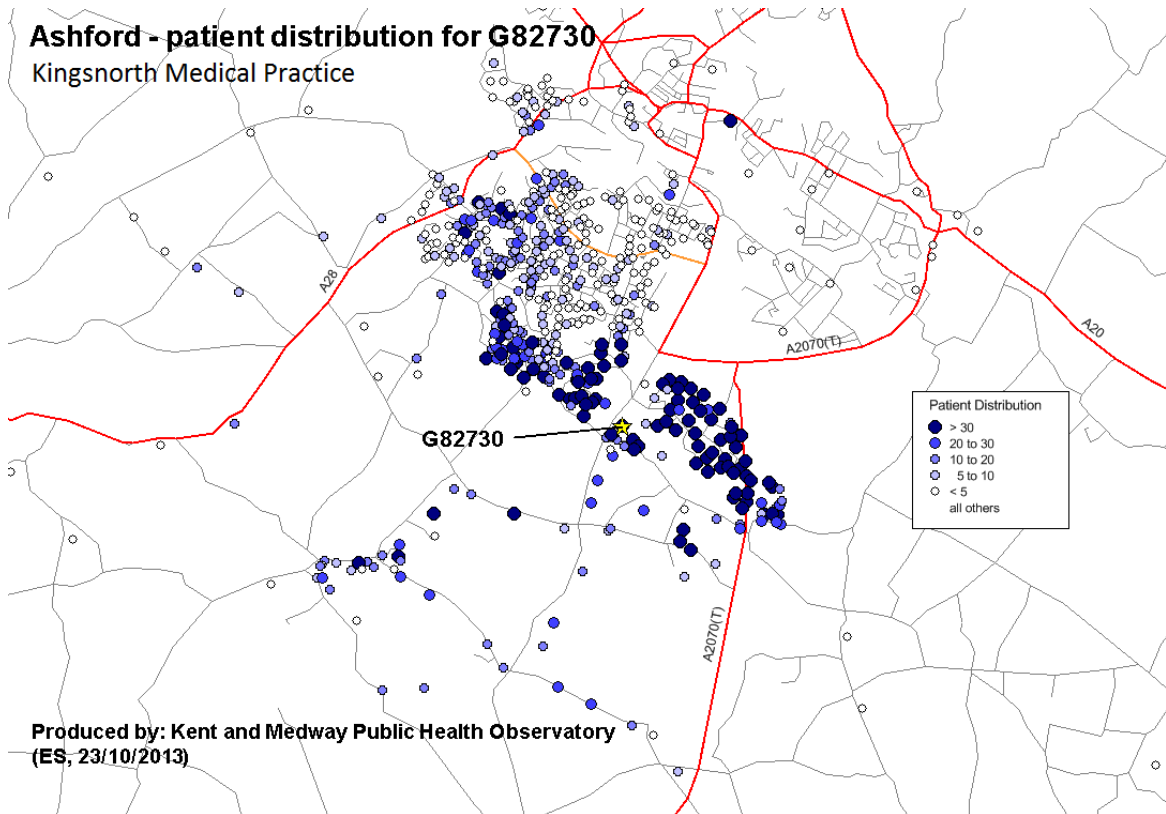 Ashford - patient distribution for G82730
Kingsnorth Medical Practice
A28
A20
A2070(T)
Patient Distribution
> 30
20 to 30
10 to 20
5 to 10
< 5
all others
G82730
A2070(T)
Produced by: Kent and Medway Public Health Observatory
(ES, 23/10/2013)